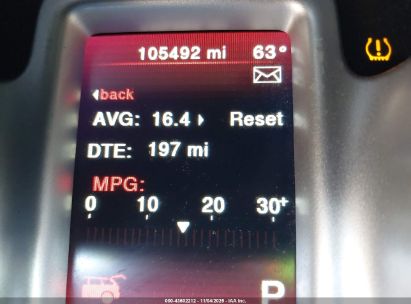 105492 mi 63°
back
AVG: 16.4 Reset
DTE: 197 mi
MPG:
0 10 20 30+
P